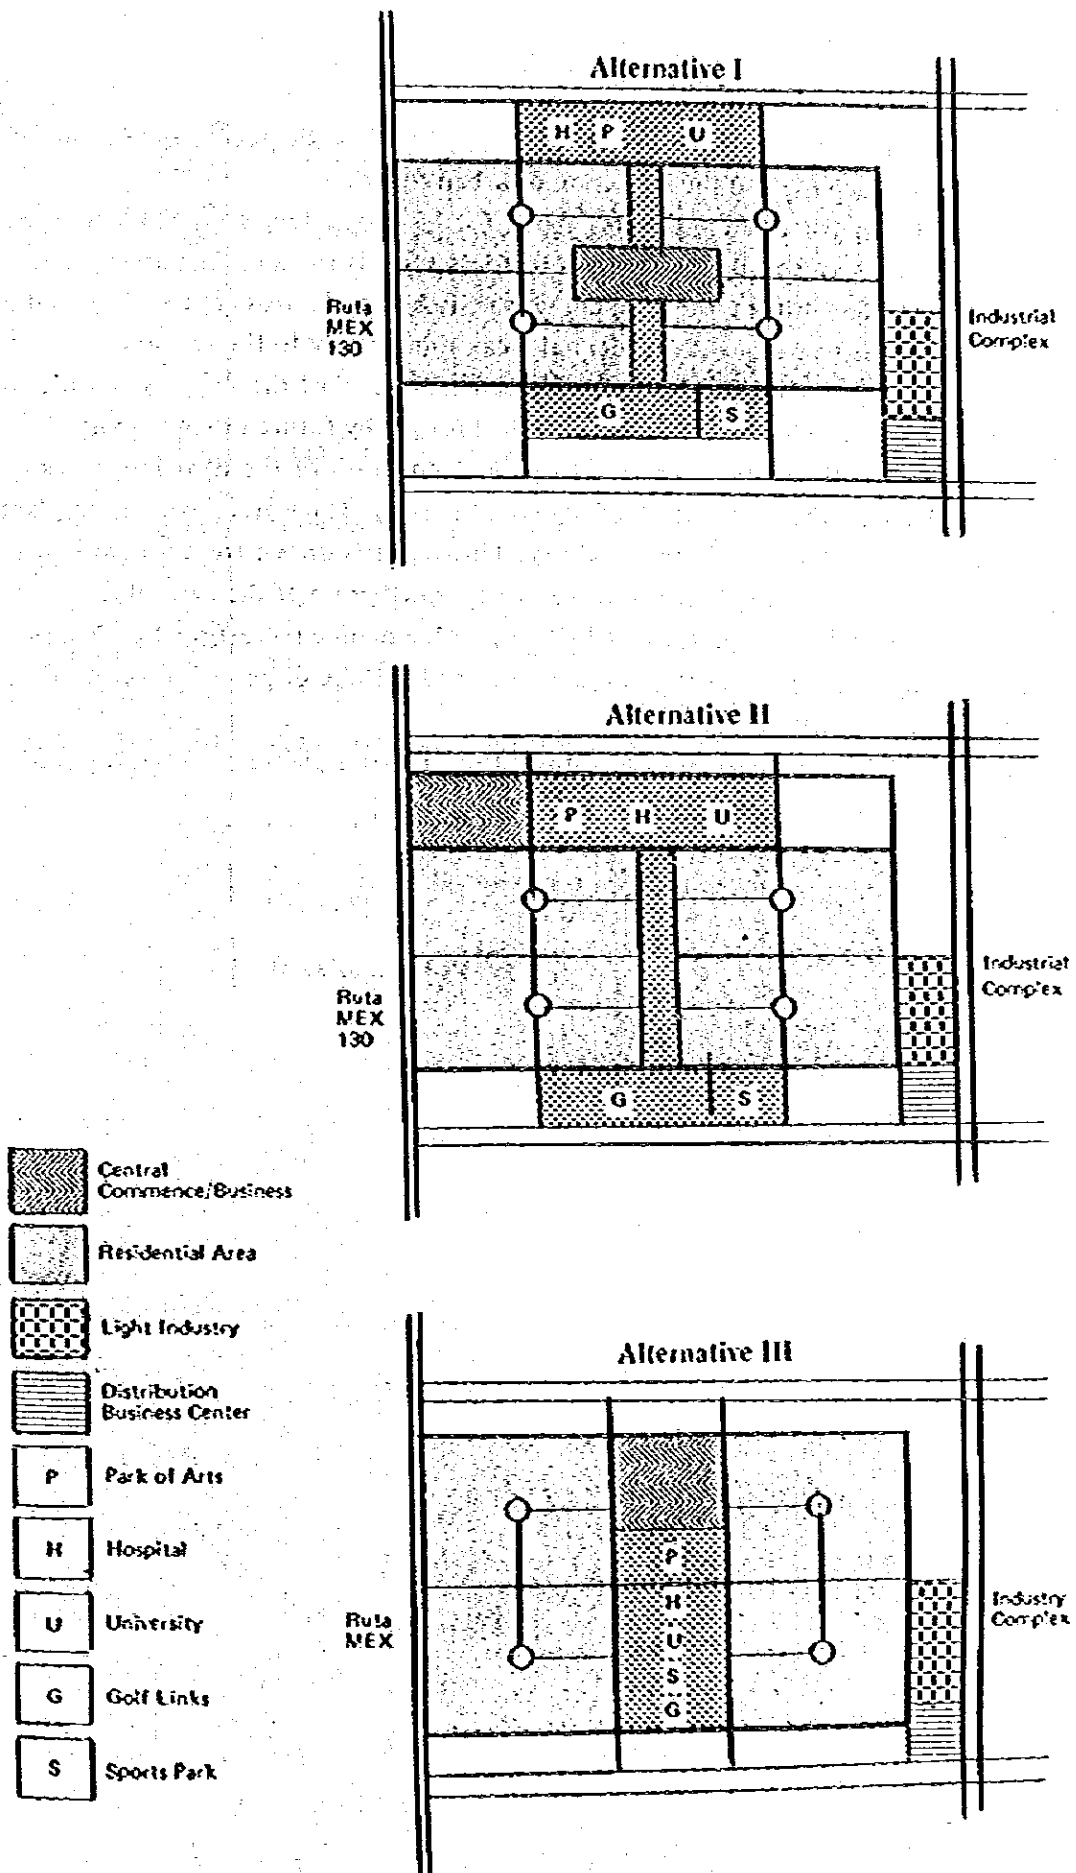 Alternative I
H P U
Ruta
MEX
130
Industrial
Complex
G S
Alternative II
P H U
Ruta
MEX
130
Industrial
Complex
G S
Central
Commence/Business
Residential Area
Light Industry
Distribution
Business Center
P Park of Arts
H Hospital
U University
G Golf Links
S Sports Park
Alternative III
P
H
U
S
G
Ruta
MEX
Industry
Complex